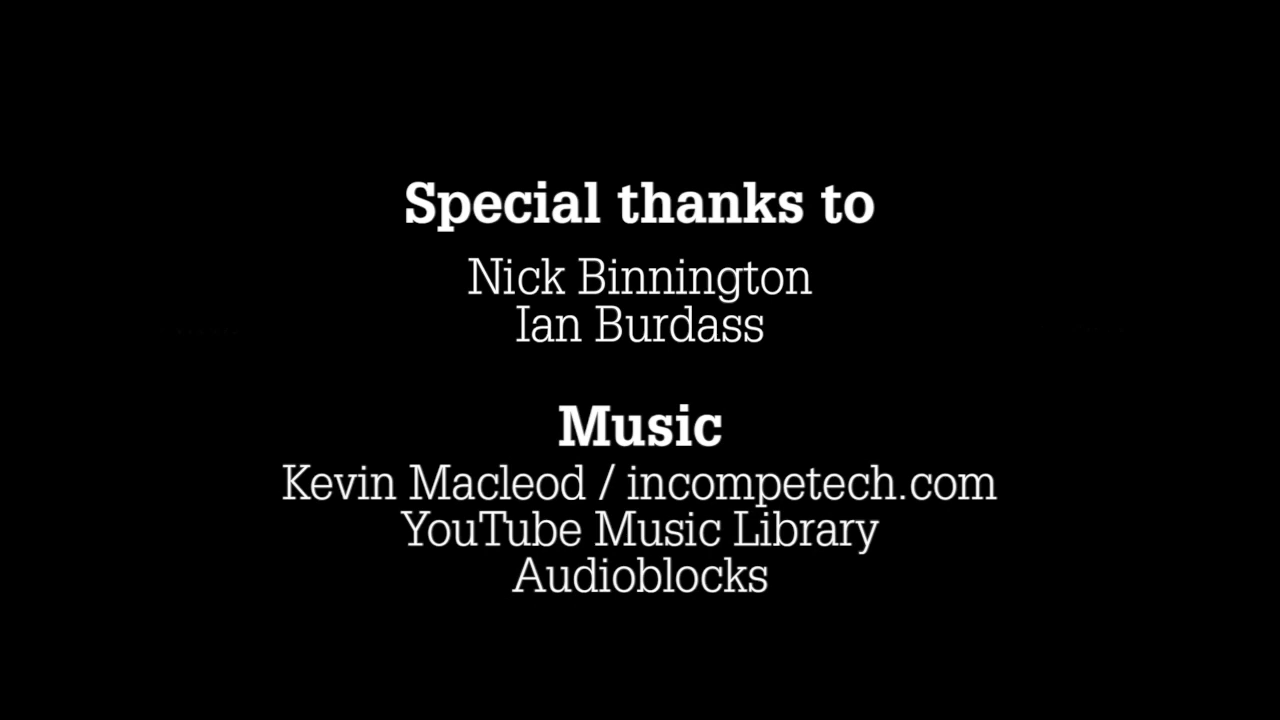 Special thanks to
Nick Binnington
Ian Burdass
Music
Kevin Macleod / incompetech.com
YouTube Music Library
Audioblocks